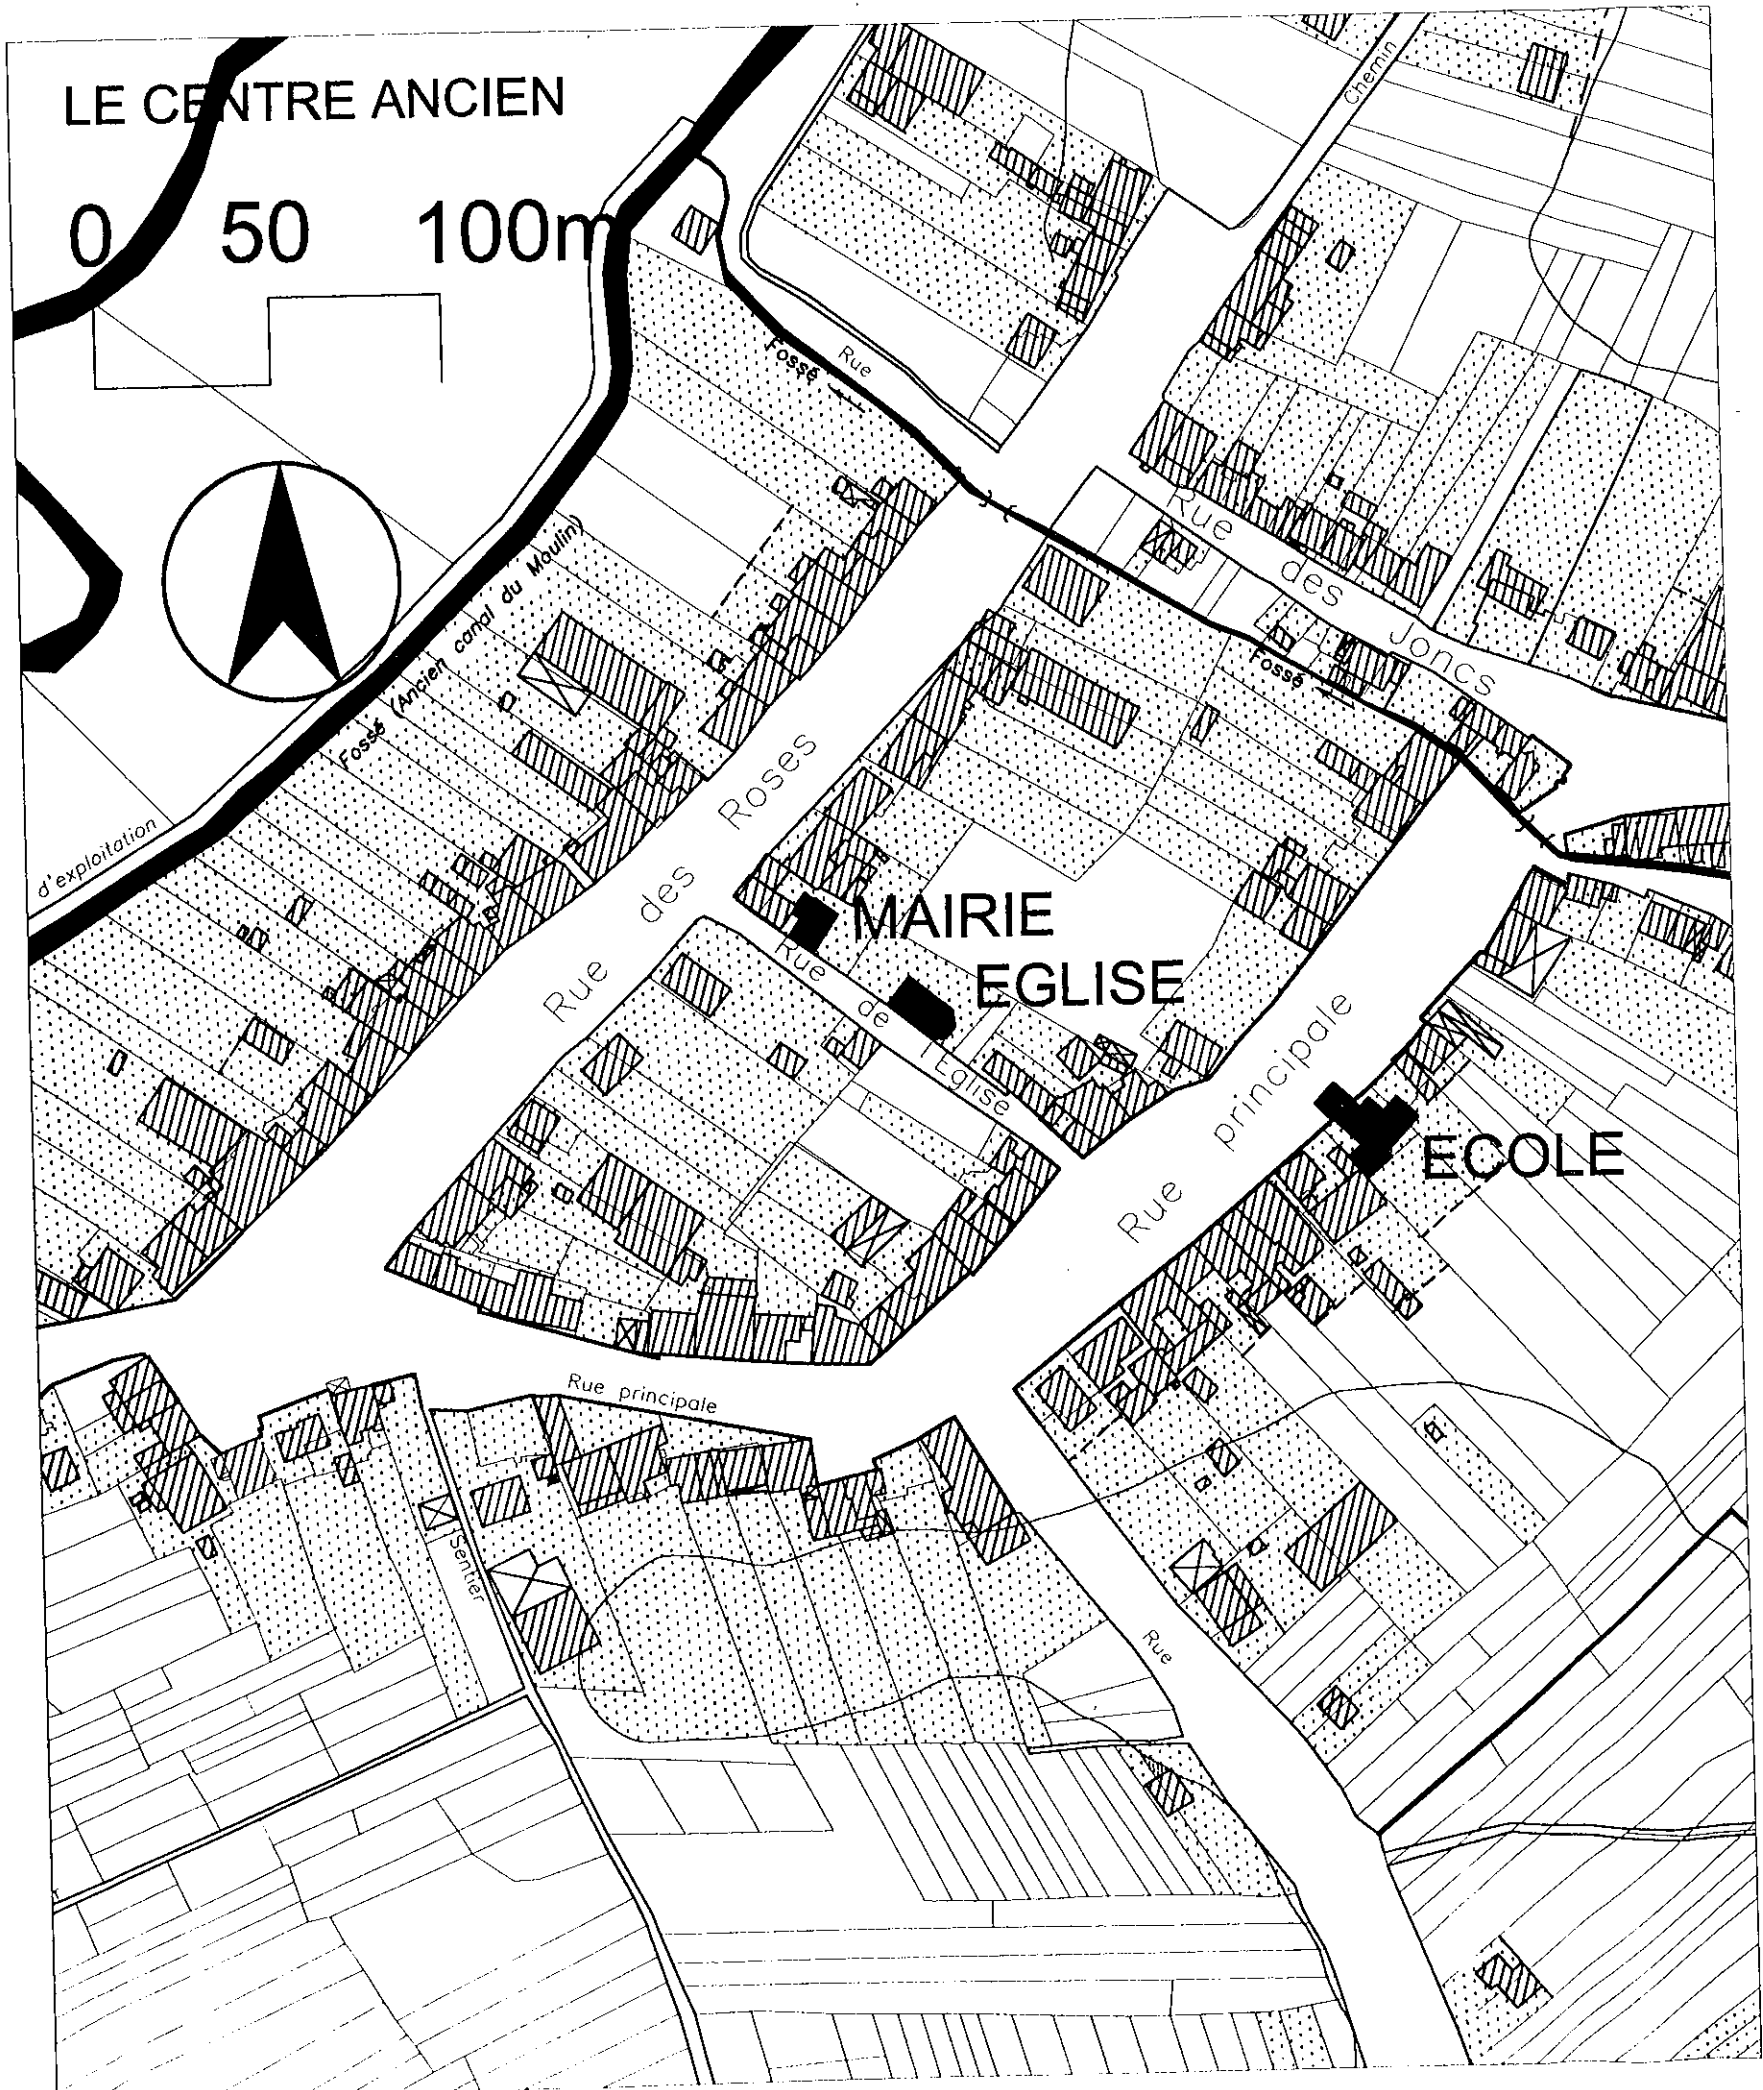 LE CENTRE ANCIEN
0 50 100m
Chemin
Rue
Fossé
Rue des Joncs
Fossé
Fossé (Ancien canal du Moulin)
d'exploitation
Rue des Roses
MAIRIE
EGLISE
Rue de l'Eglise
Rue principale
ECOLE
Rue principale
Sentier
Rue